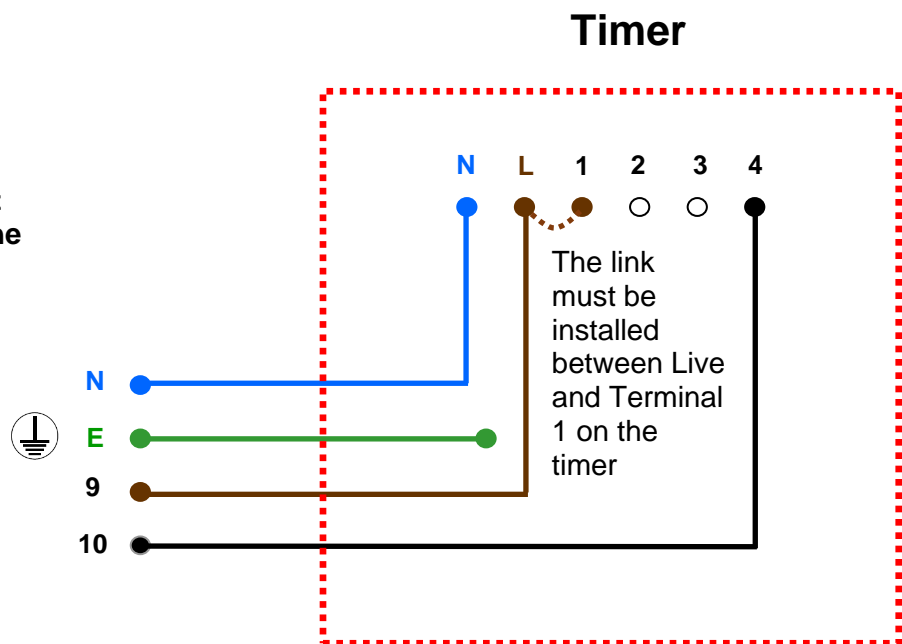 Timer
N L 1 2 3 4
The link
must be
installed
between Live
and Terminal
1 on the
timer
N
E
9
10